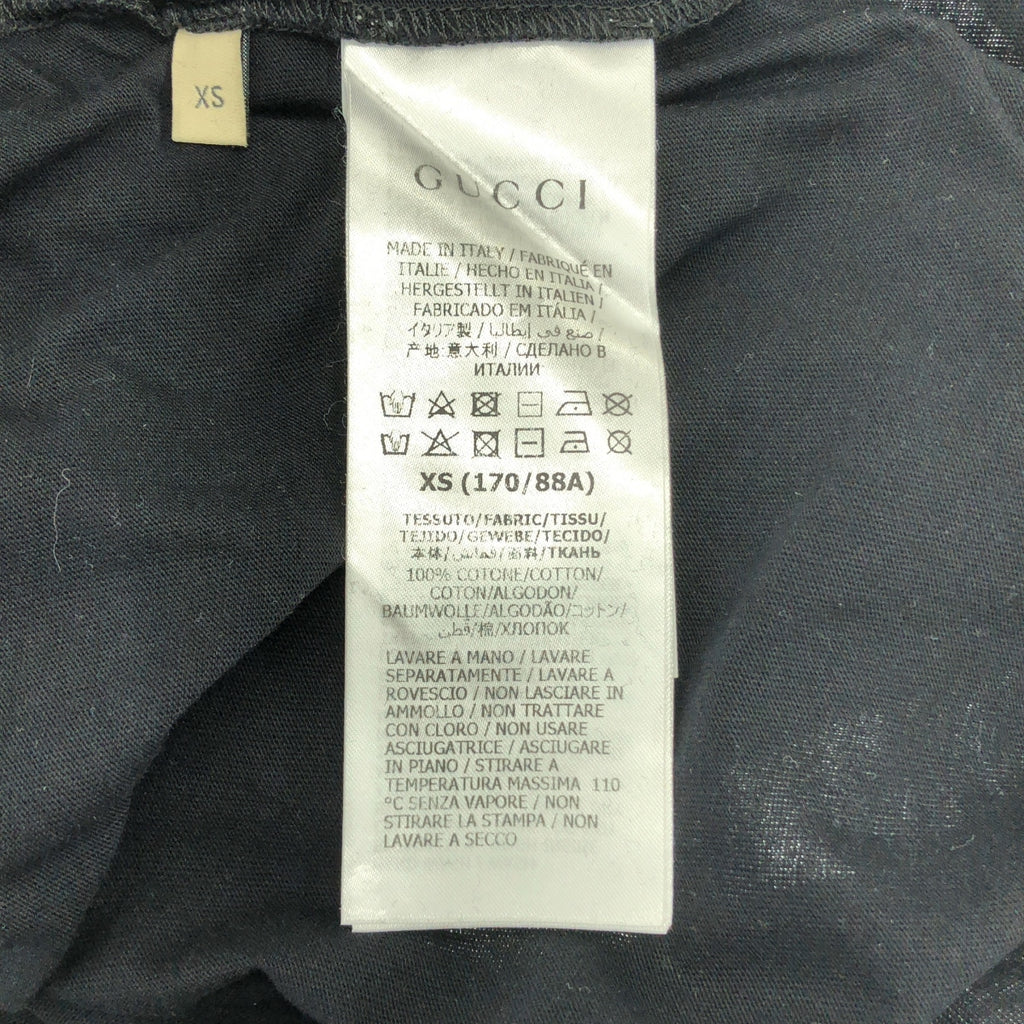 XS
GUCCI
MADE IN ITALY / FABRIQUÉ EN
ITALIE / HECHO EN ITALIA /
HERGESTELLT IN ITALIEN /
FABRICADO EM ITÁLIA /
イタリア製 / صنع في إيطاليا /
产地:意大利 / СДЕЛАНО В
ИТАЛИИ
XS (170/88A)
TESSUTO/FABRIC/TISSU/
TEJIDO/GEWEBE/TECIDO/
本体/قماش/面料/ТКАНЬ
100% COTONE/COTTON/
COTON/ALGODON/
BAUMWOLLE/ALGODÃO/コットン/
قطن/棉/ХЛОПОК
LAVARE A MANO / LAVARE
SEPARATAMENTE / LAVARE A
ROVESCIO / NON LASCIARE IN
AMMOLLO / NON TRATTARE
CON CLORO / NON USARE
ASCIUGATRICE / ASCIUGARE
IN PIANO / STIRARE A
TEMPERATURA MASSIMA 110
°C SENZA VAPORE / NON
STIRARE LA STAMPA / NON
LAVARE A SECCO